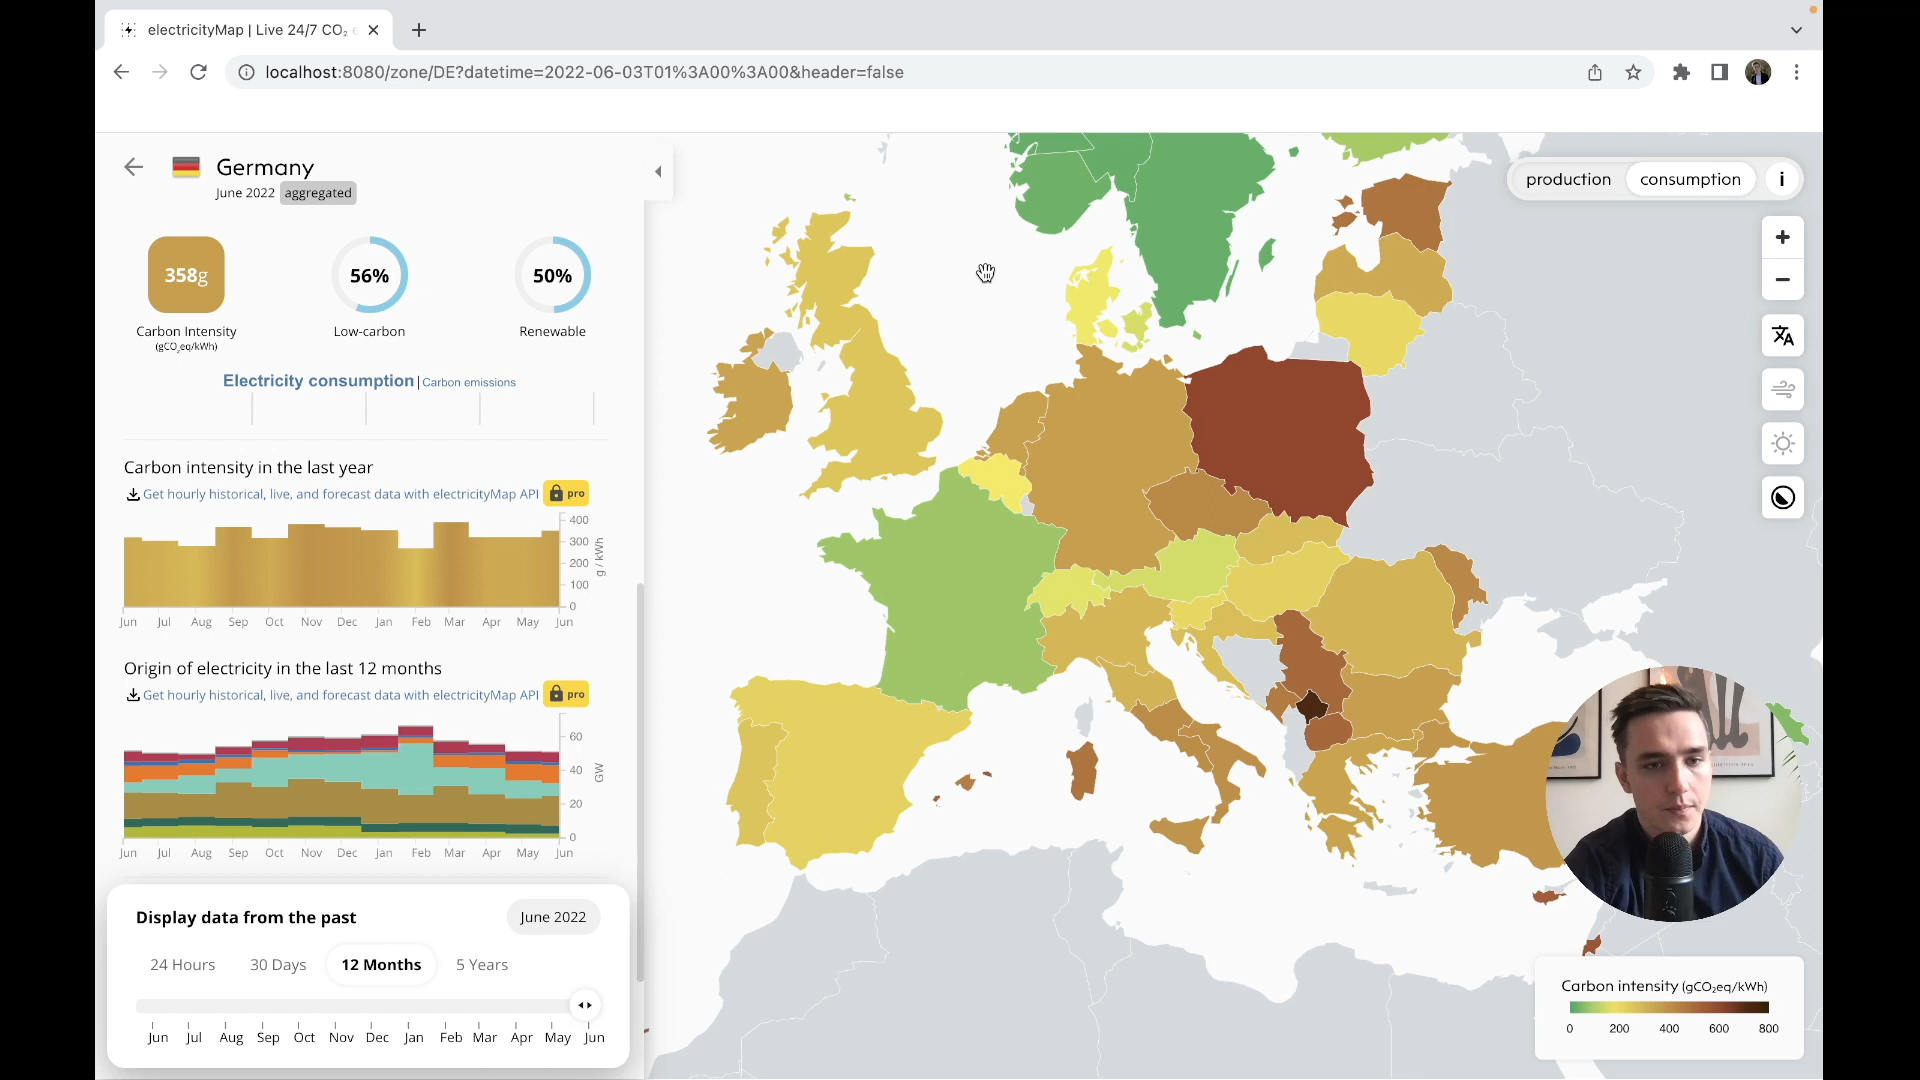 electricityMap | Live 24/7 CO₂ e
localhost:8080/zone/DE?datetime=2022-06-03T01%3A00%3A00&header=false
Germany
June 2022 aggregated
358g
56%
50%
Carbon Intensity
(gCO₂eq/kWh)
Low-carbon
Renewable
Electricity consumption | Carbon emissions
Carbon intensity in the last year
Get hourly historical, live, and forecast data with electricityMap API pro
400
300
200
100
0
g / kWh
Jun Jul Aug Sep Oct Nov Dec Jan Feb Mar Apr May Jun
Origin of electricity in the last 12 months
Get hourly historical, live, and forecast data with electricityMap API pro
60
40
20
0
GW
Jun Jul Aug Sep Oct Nov Dec Jan Feb Mar Apr May Jun
Display data from the past
June 2022
24 Hours 30 Days 12 Months 5 Years
Jun Jul Aug Sep Oct Nov Dec Jan Feb Mar Apr May Jun
production consumption i
Carbon intensity (gCO₂eq/kWh)
0 200 400 600 800